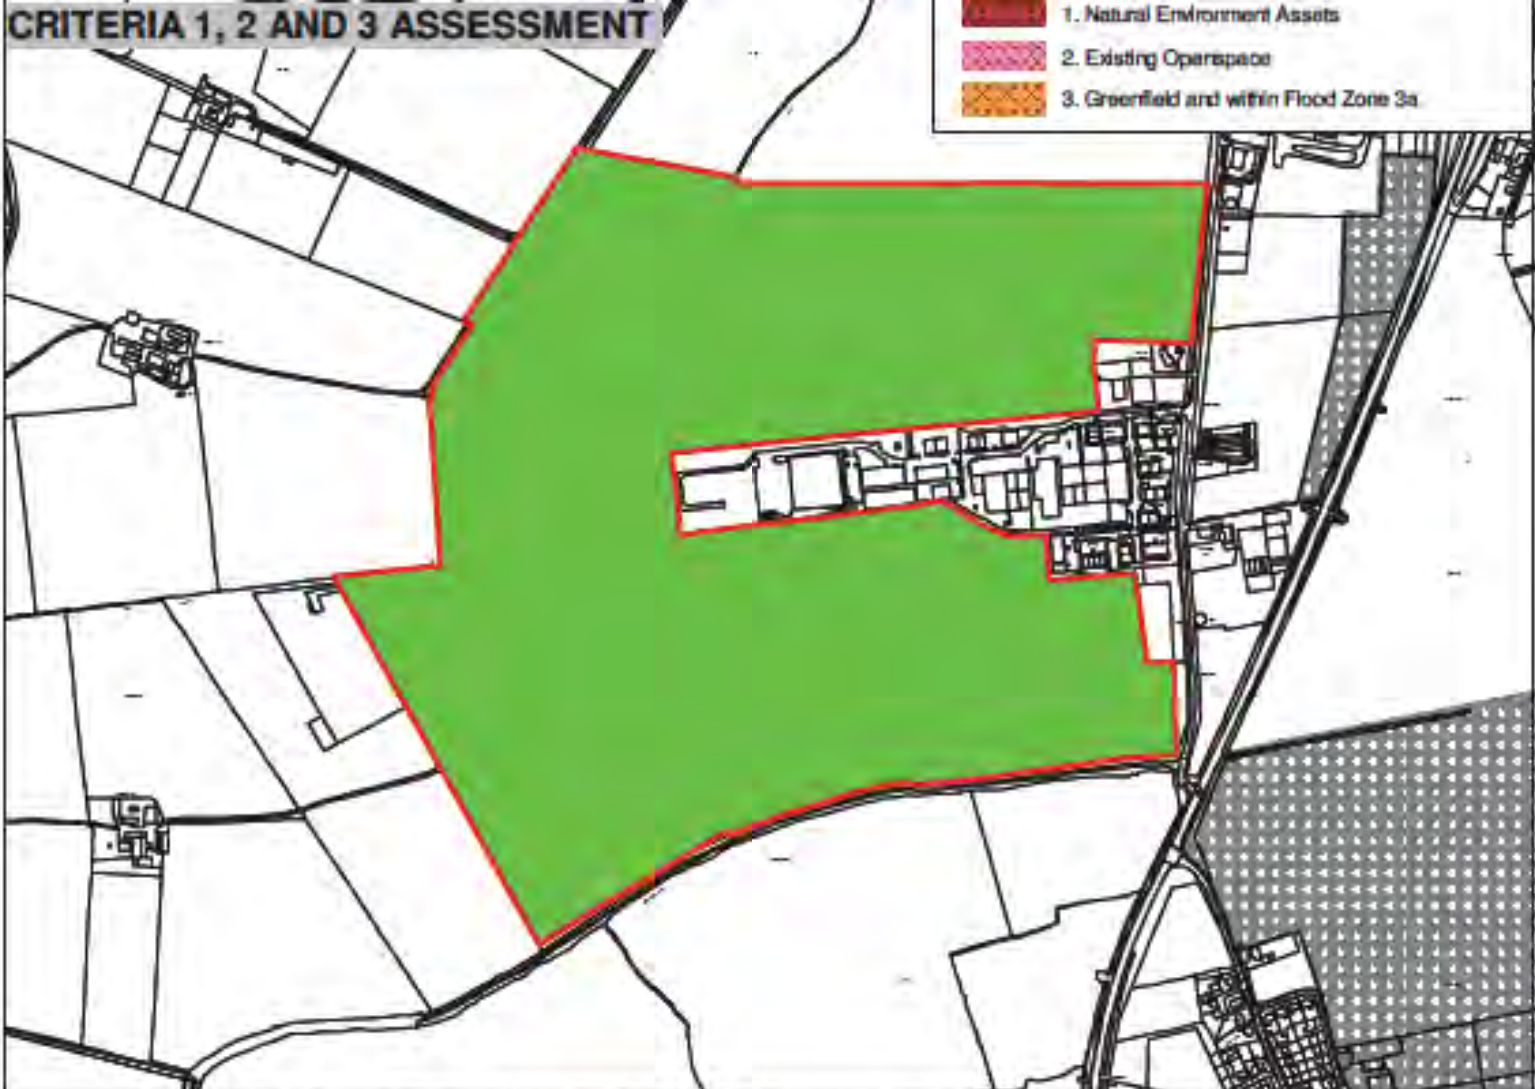 CRITERIA 1, 2 AND 3 ASSESSMENT
1. Natural Environment Assets
2. Existing Openspace
3. Greenfield and within Flood Zone 3a